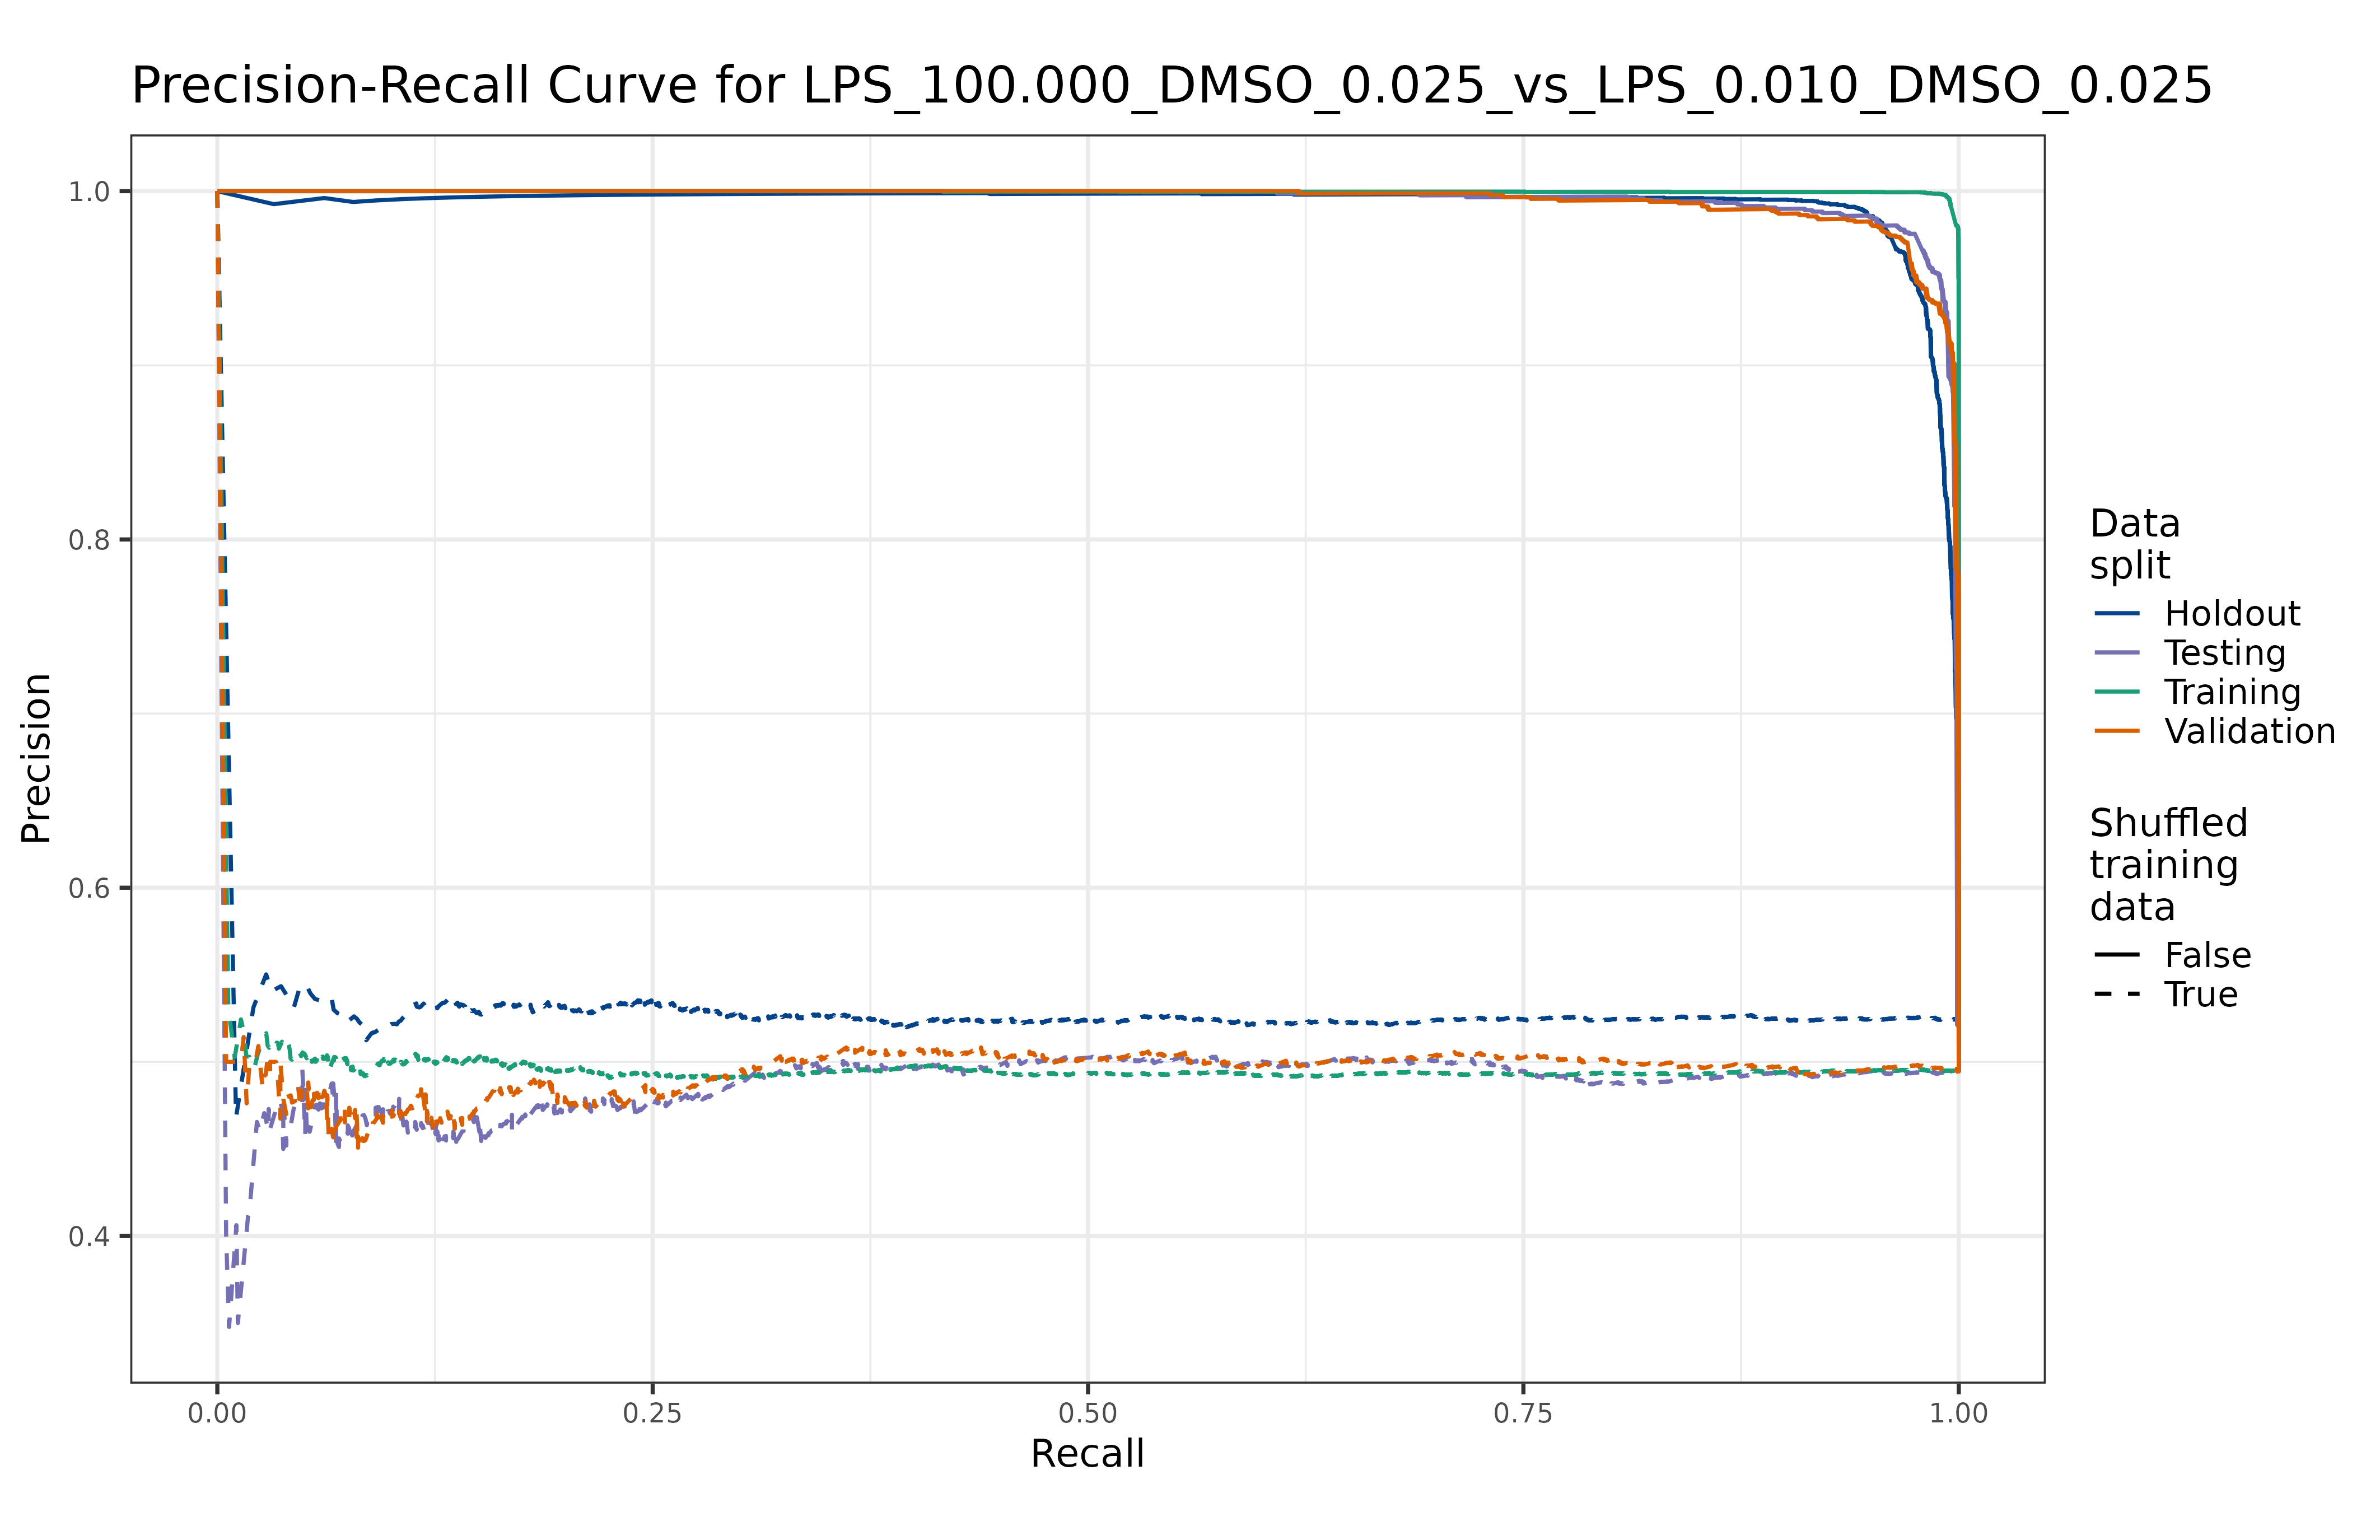 Precision-Recall Curve for LPS_100.000_DMSO_0.025_vs_LPS_0.010_DMSO_0.025
1.0
0.8
0.6
0.4
Precision
0.00
0.25
0.50
0.75
1.00
Recall
Data
split
Holdout
Testing
Training
Validation
Shuffled
training
data
False
True